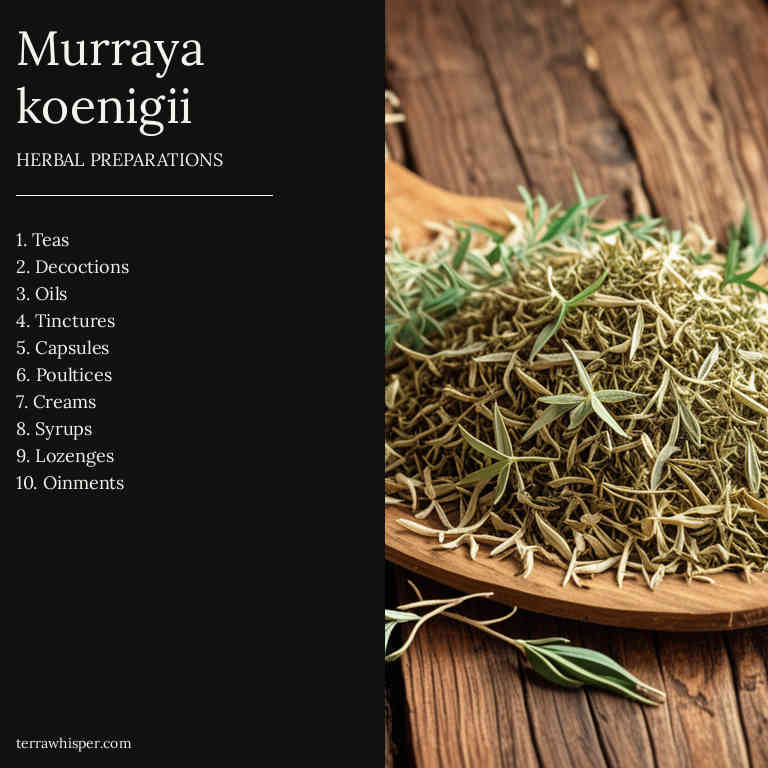 Murraya
koenigii
HERBAL PREPARATIONS
1. Teas
2. Decoctions
3. Oils
4. Tinctures
5. Capsules
6. Poultices
7. Creams
8. Syrups
9. Lozenges
10. Oinments
terrawhisper.com